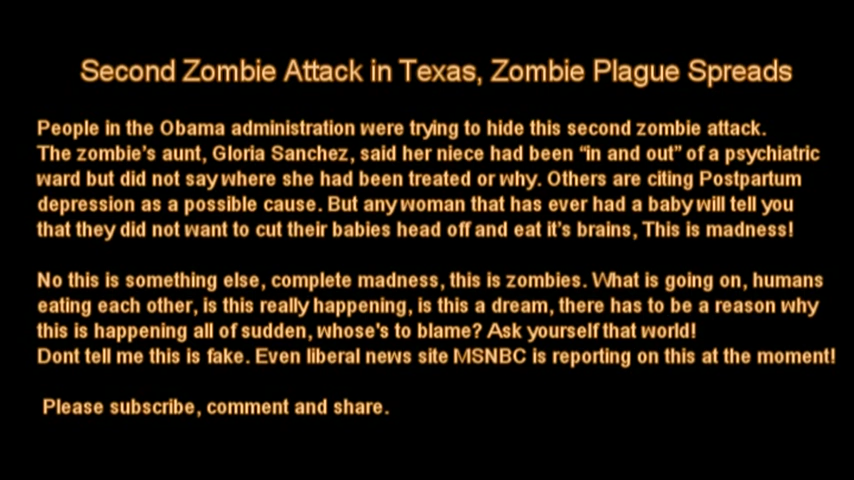 Second Zombie Attack in Texas, Zombie Plague Spreads
People in the Obama administration were trying to hide this second zombie attack.
The zombie's aunt, Gloria Sanchez, said her niece had been “in and out” of a psychiatric
ward but did not say where she had been treated or why. Others are citing Postpartum
depression as a possible cause. But any woman that has ever had a baby will tell you
that they did not want to cut their babies head off and eat it's brains, This is madness!
No this is something else, complete madness, this is zombies. What is going on, humans
eating each other, is this really happening, is this a dream, there has to be a reason why
this is happening all of sudden, whose's to blame? Ask yourself that world!
Dont tell me this is fake. Even liberal news site MSNBC is reporting on this at the moment!
Please subscribe, comment and share.